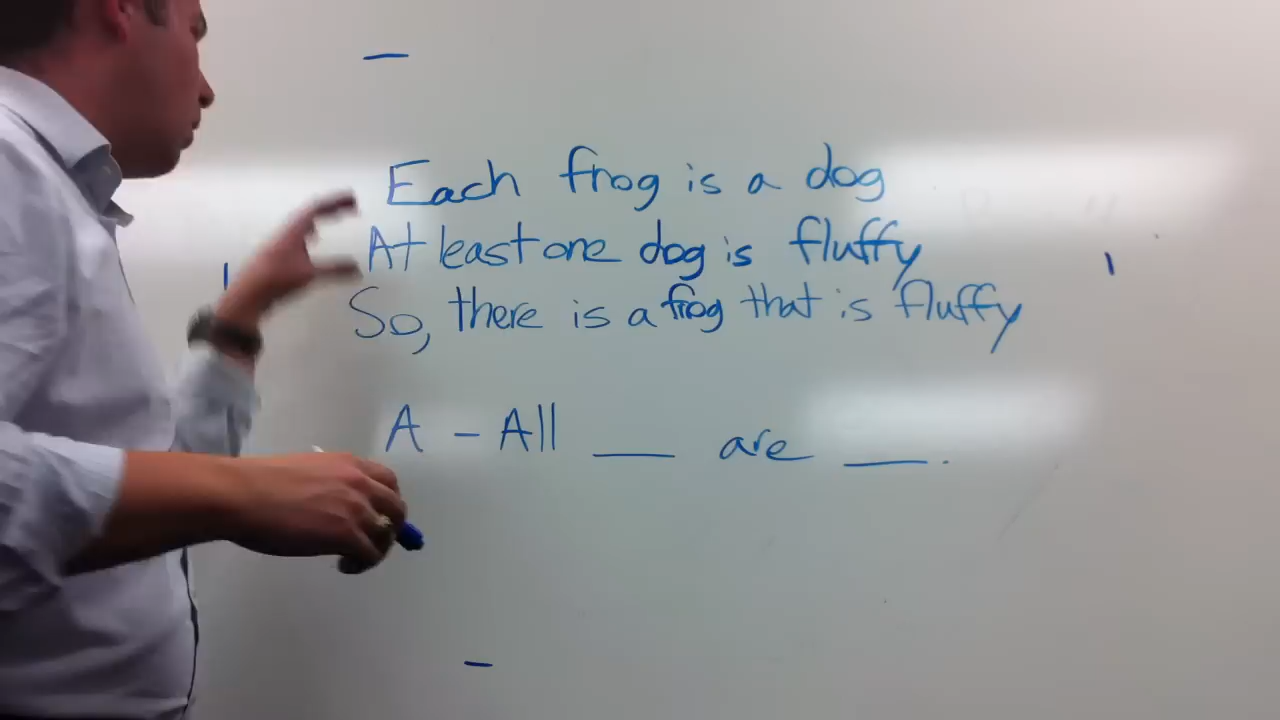 Each frog is a dog
At least one dog is fluffy
So, there is a frog that is fluffy
A - All ___ are ___.